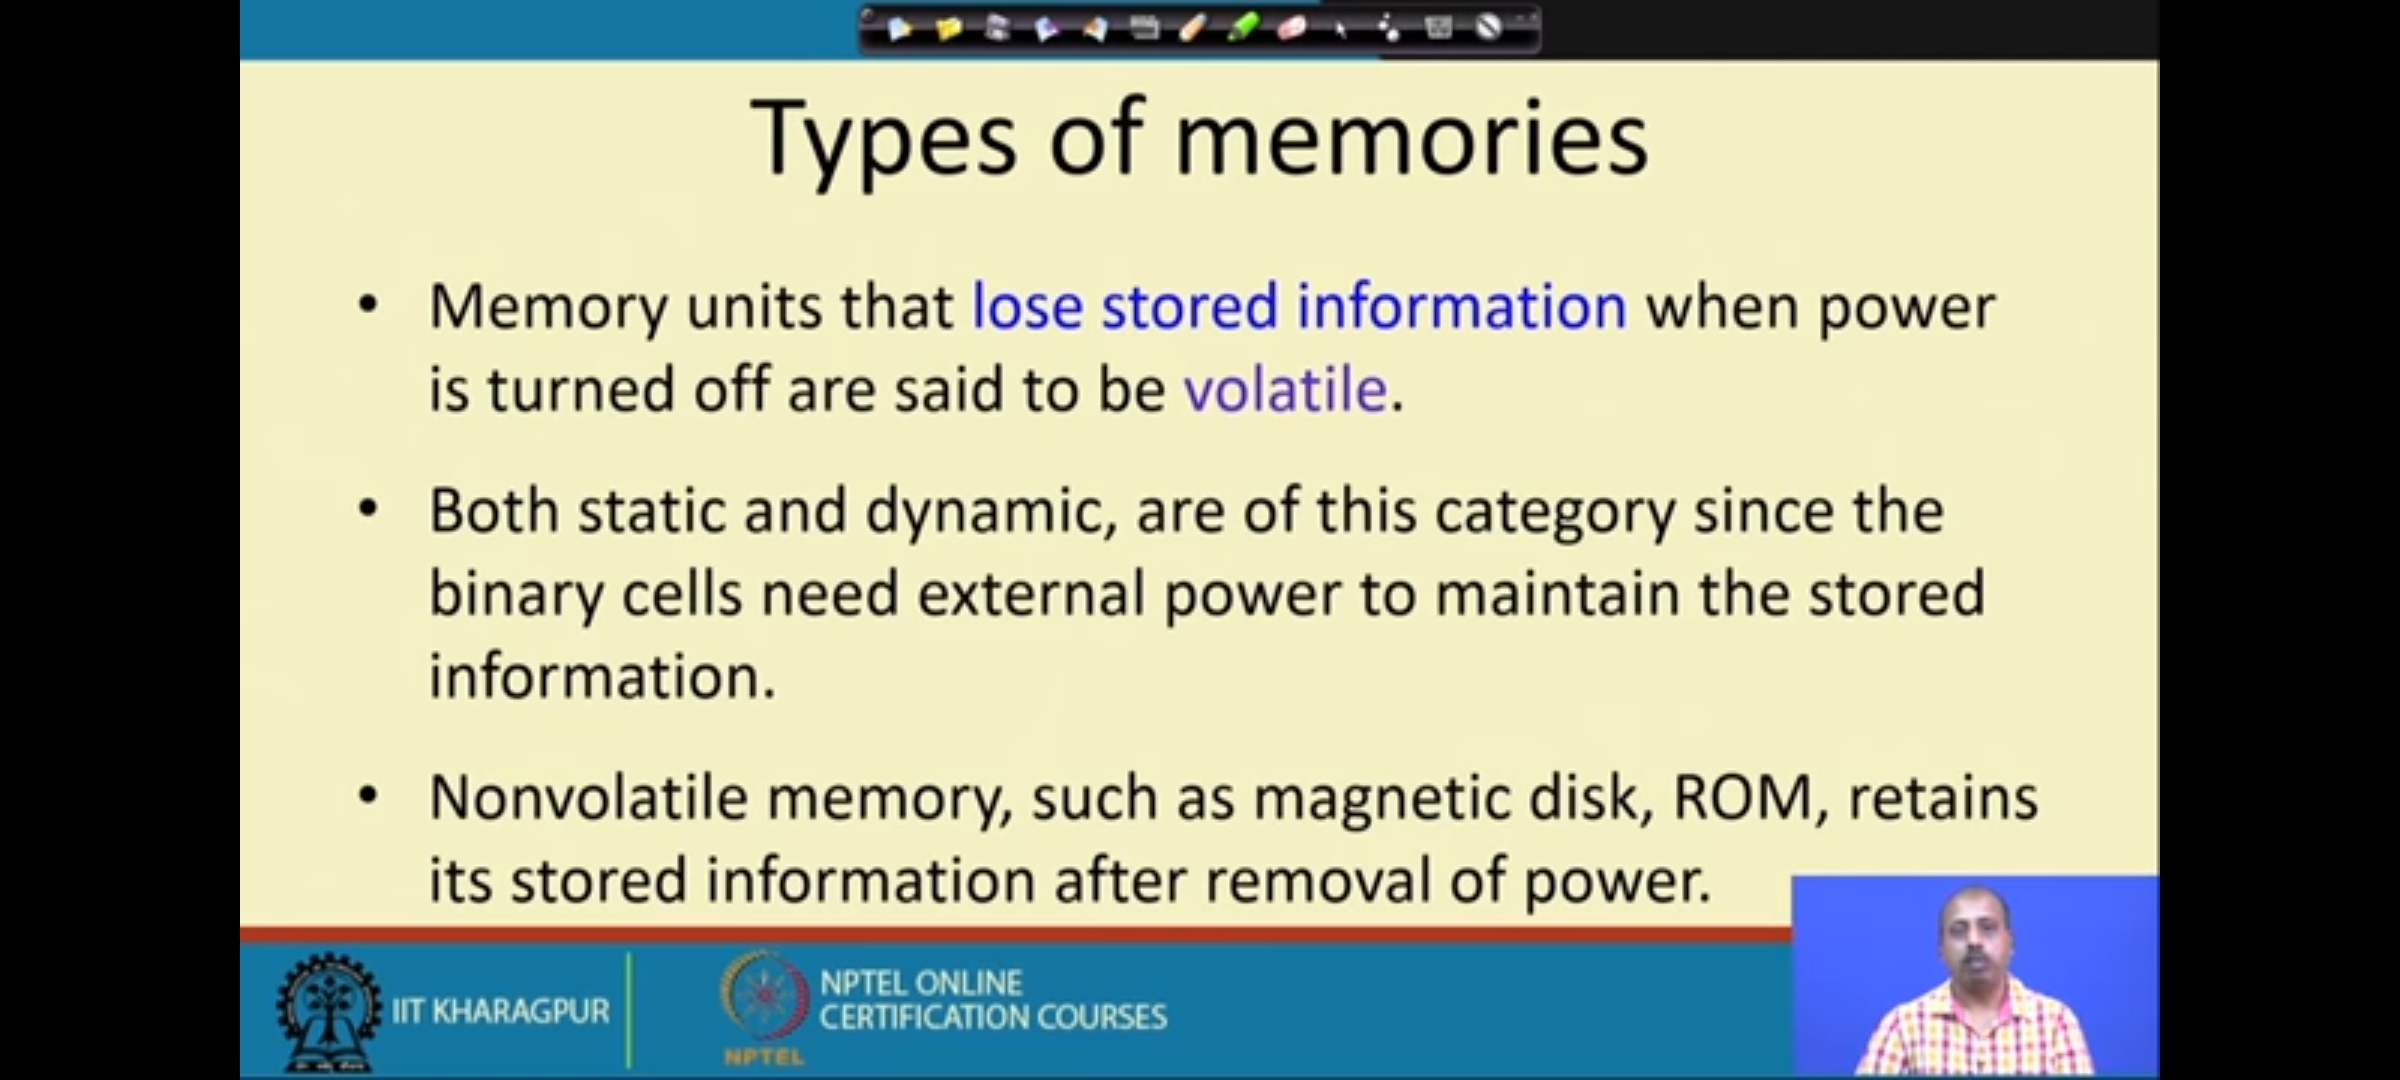 Types of memories
• Memory units that lose stored information when power
is turned off are said to be volatile.
• Both static and dynamic, are of this category since the
binary cells need external power to maintain the stored
information.
• Nonvolatile memory, such as magnetic disk, ROM, retains
its stored information after removal of power.
IIT KHARAGPUR
NPTEL ONLINE
CERTIFICATION COURSES
NPTEL